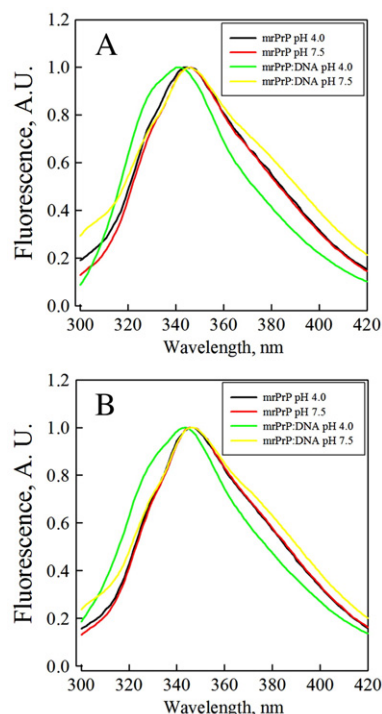 A
mrPrP pH 4.0
mrPrP pH 7.5
mrPrP:DNA pH 4.0
mrPrP:DNA pH 7.5
Fluorescence, A.U.
1.2
1.0
0.8
0.6
0.4
0.2
0.0
300 320 340 360 380 400 420
Wavelength, nm
B
mrPrP pH 4.0
mrPrP pH 7.5
mrPrP:DNA pH 4.0
mrPrP:DNA pH 7.5
Fluorescence, A. U.
1.2
1.0
0.8
0.6
0.4
0.2
0.0
300 320 340 360 380 400 420
Wavelength, nm